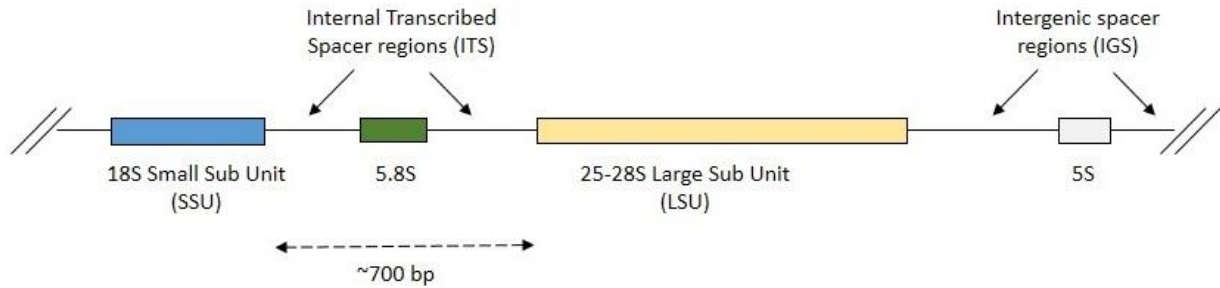 Internal Transcribed
Spacer regions (ITS)
Intergenic spacer
regions (IGS)
18S Small Sub Unit
(SSU)
5.8S
25-28S Large Sub Unit
(LSU)
5S
~700 bp